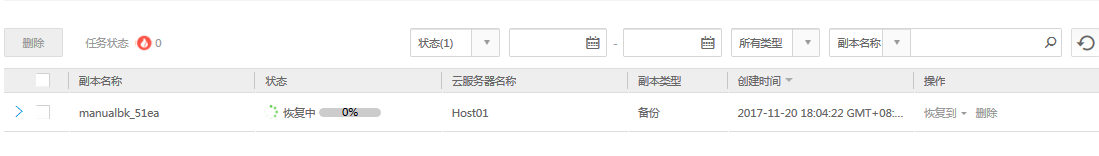 删除 任务状态 0 状态(1) - 所有类型 副本名称
副本名称 状态 云服务器名称 副本类型 创建时间 操作
manualbk_51ea 恢复中 0% Host01 备份 2017-11-20 18:04:22 GMT+08:... 恢复到 删除